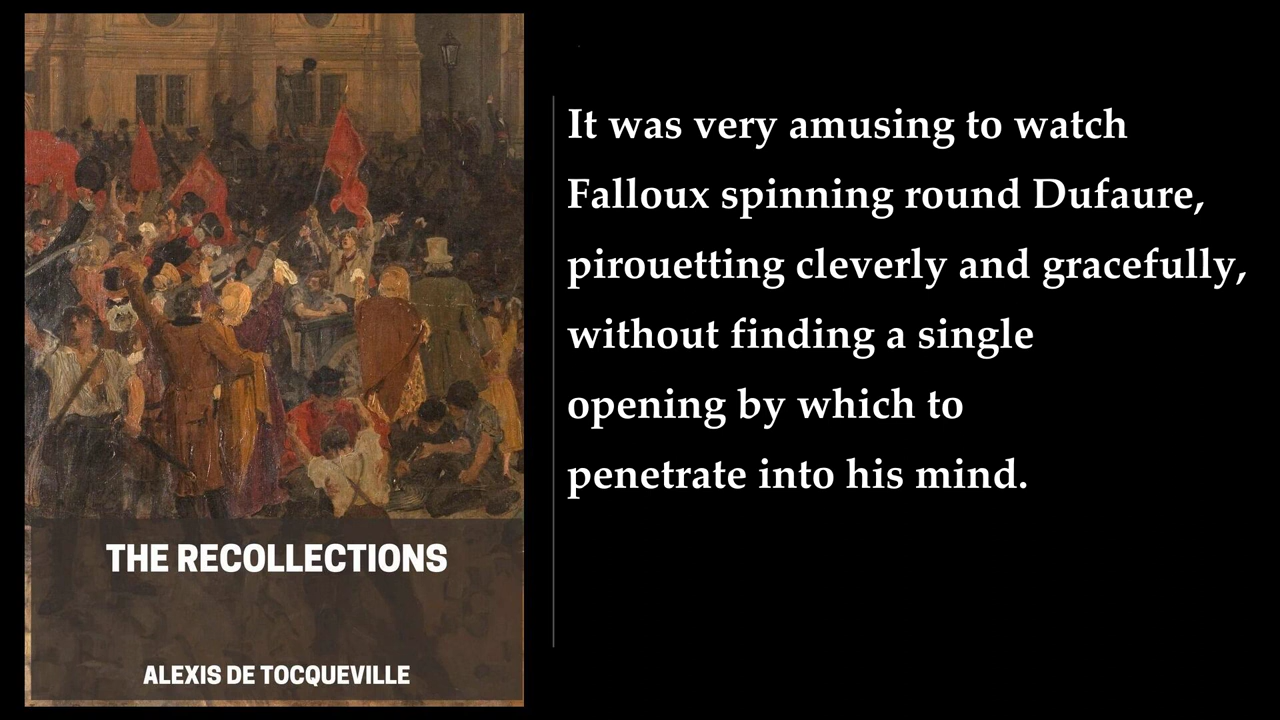 It was very amusing to watch
Falloux spinning round Dufaure,
pirouetting cleverly and gracefully,
without finding a single
opening by which to
penetrate into his mind.
THE RECOLLECTIONS
ALEXIS DE TOCQUEVILLE